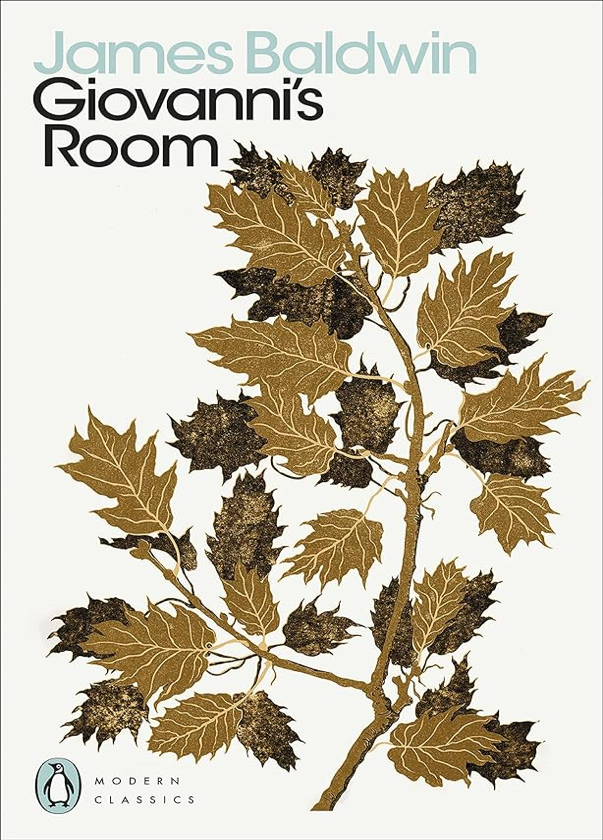 James Baldwin
Giovanni's
Room
MODERN
CLASSICS